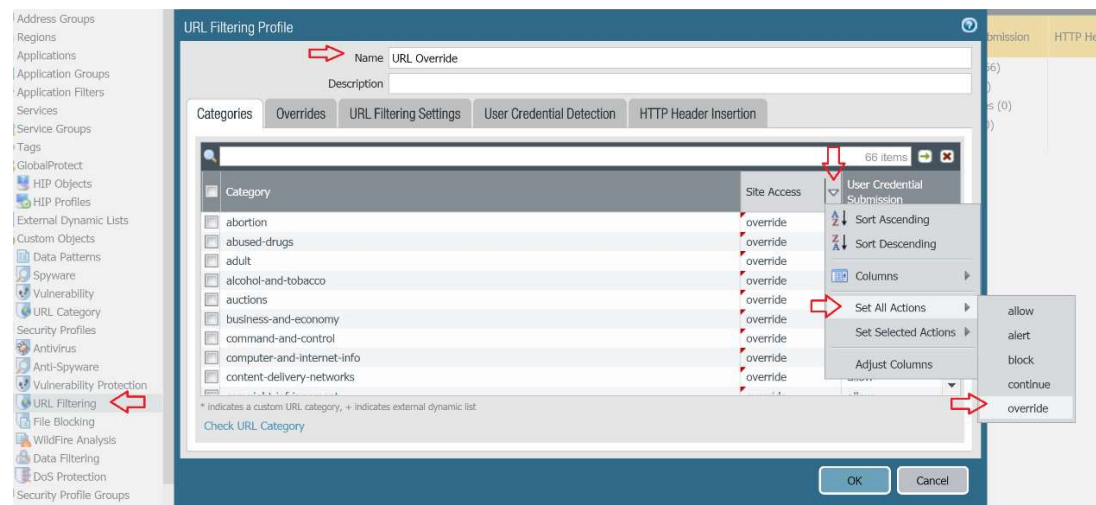 Address Groups
Regions
Applications
Application Groups
Application Filters
Services
Service Groups
Tags
GlobalProtect
HIP Objects
HIP Profiles
External Dynamic Lists
Custom Objects
Data Patterns
Spyware
Vulnerability
URL Category
Security Profiles
Antivirus
Anti-Spyware
Vulnerability Protection
URL Filtering
File Blocking
WildFire Analysis
Data Filtering
DoS Protection
Security Profile Groups
URL Filtering Profile
Name URL Override
Description
Categories Overrides URL Filtering Settings User Credential Detection HTTP Header Insertion
66 items
Category Site Access User Credential Submission
abortion override
abused-drugs override
adult override
alcohol-and-tobacco override
auctions override
business-and-economy override
command-and-control override
computer-and-internet-info override
content-delivery-networks override
* indicates a custom URL category, + indicates external dynamic list
Check URL Category
OK Cancel
Sort Ascending
Sort Descending
Columns
Set All Actions
Set Selected Actions
Adjust Columns
allow
alert
block
continue
override
bmission HTTP He
(0)